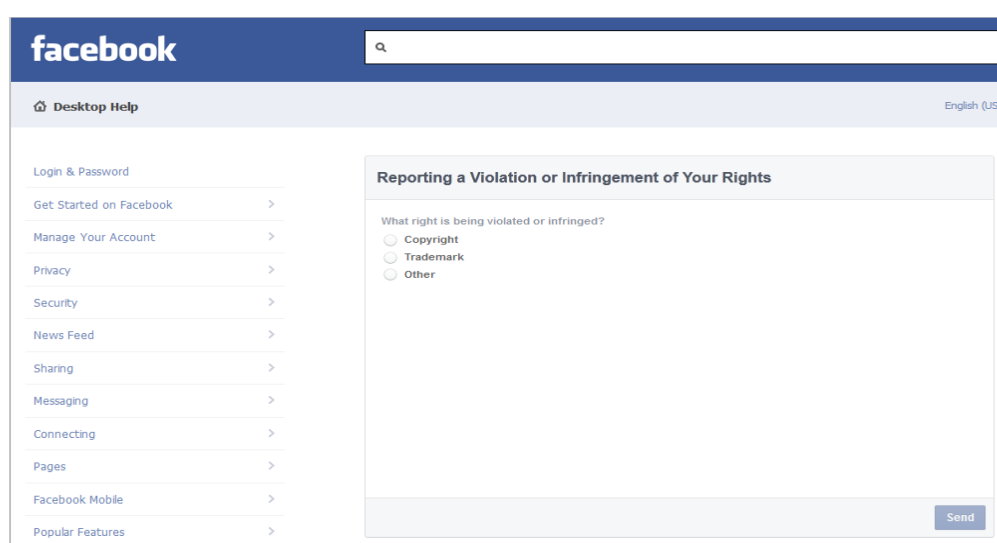 facebook
Desktop Help
English (US
Login & Password
Get Started on Facebook
Manage Your Account
Privacy
Security
News Feed
Sharing
Messaging
Connecting
Pages
Facebook Mobile
Popular Features
Reporting a Violation or Infringement of Your Rights
What right is being violated or infringed?
Copyright
Trademark
Other
Send